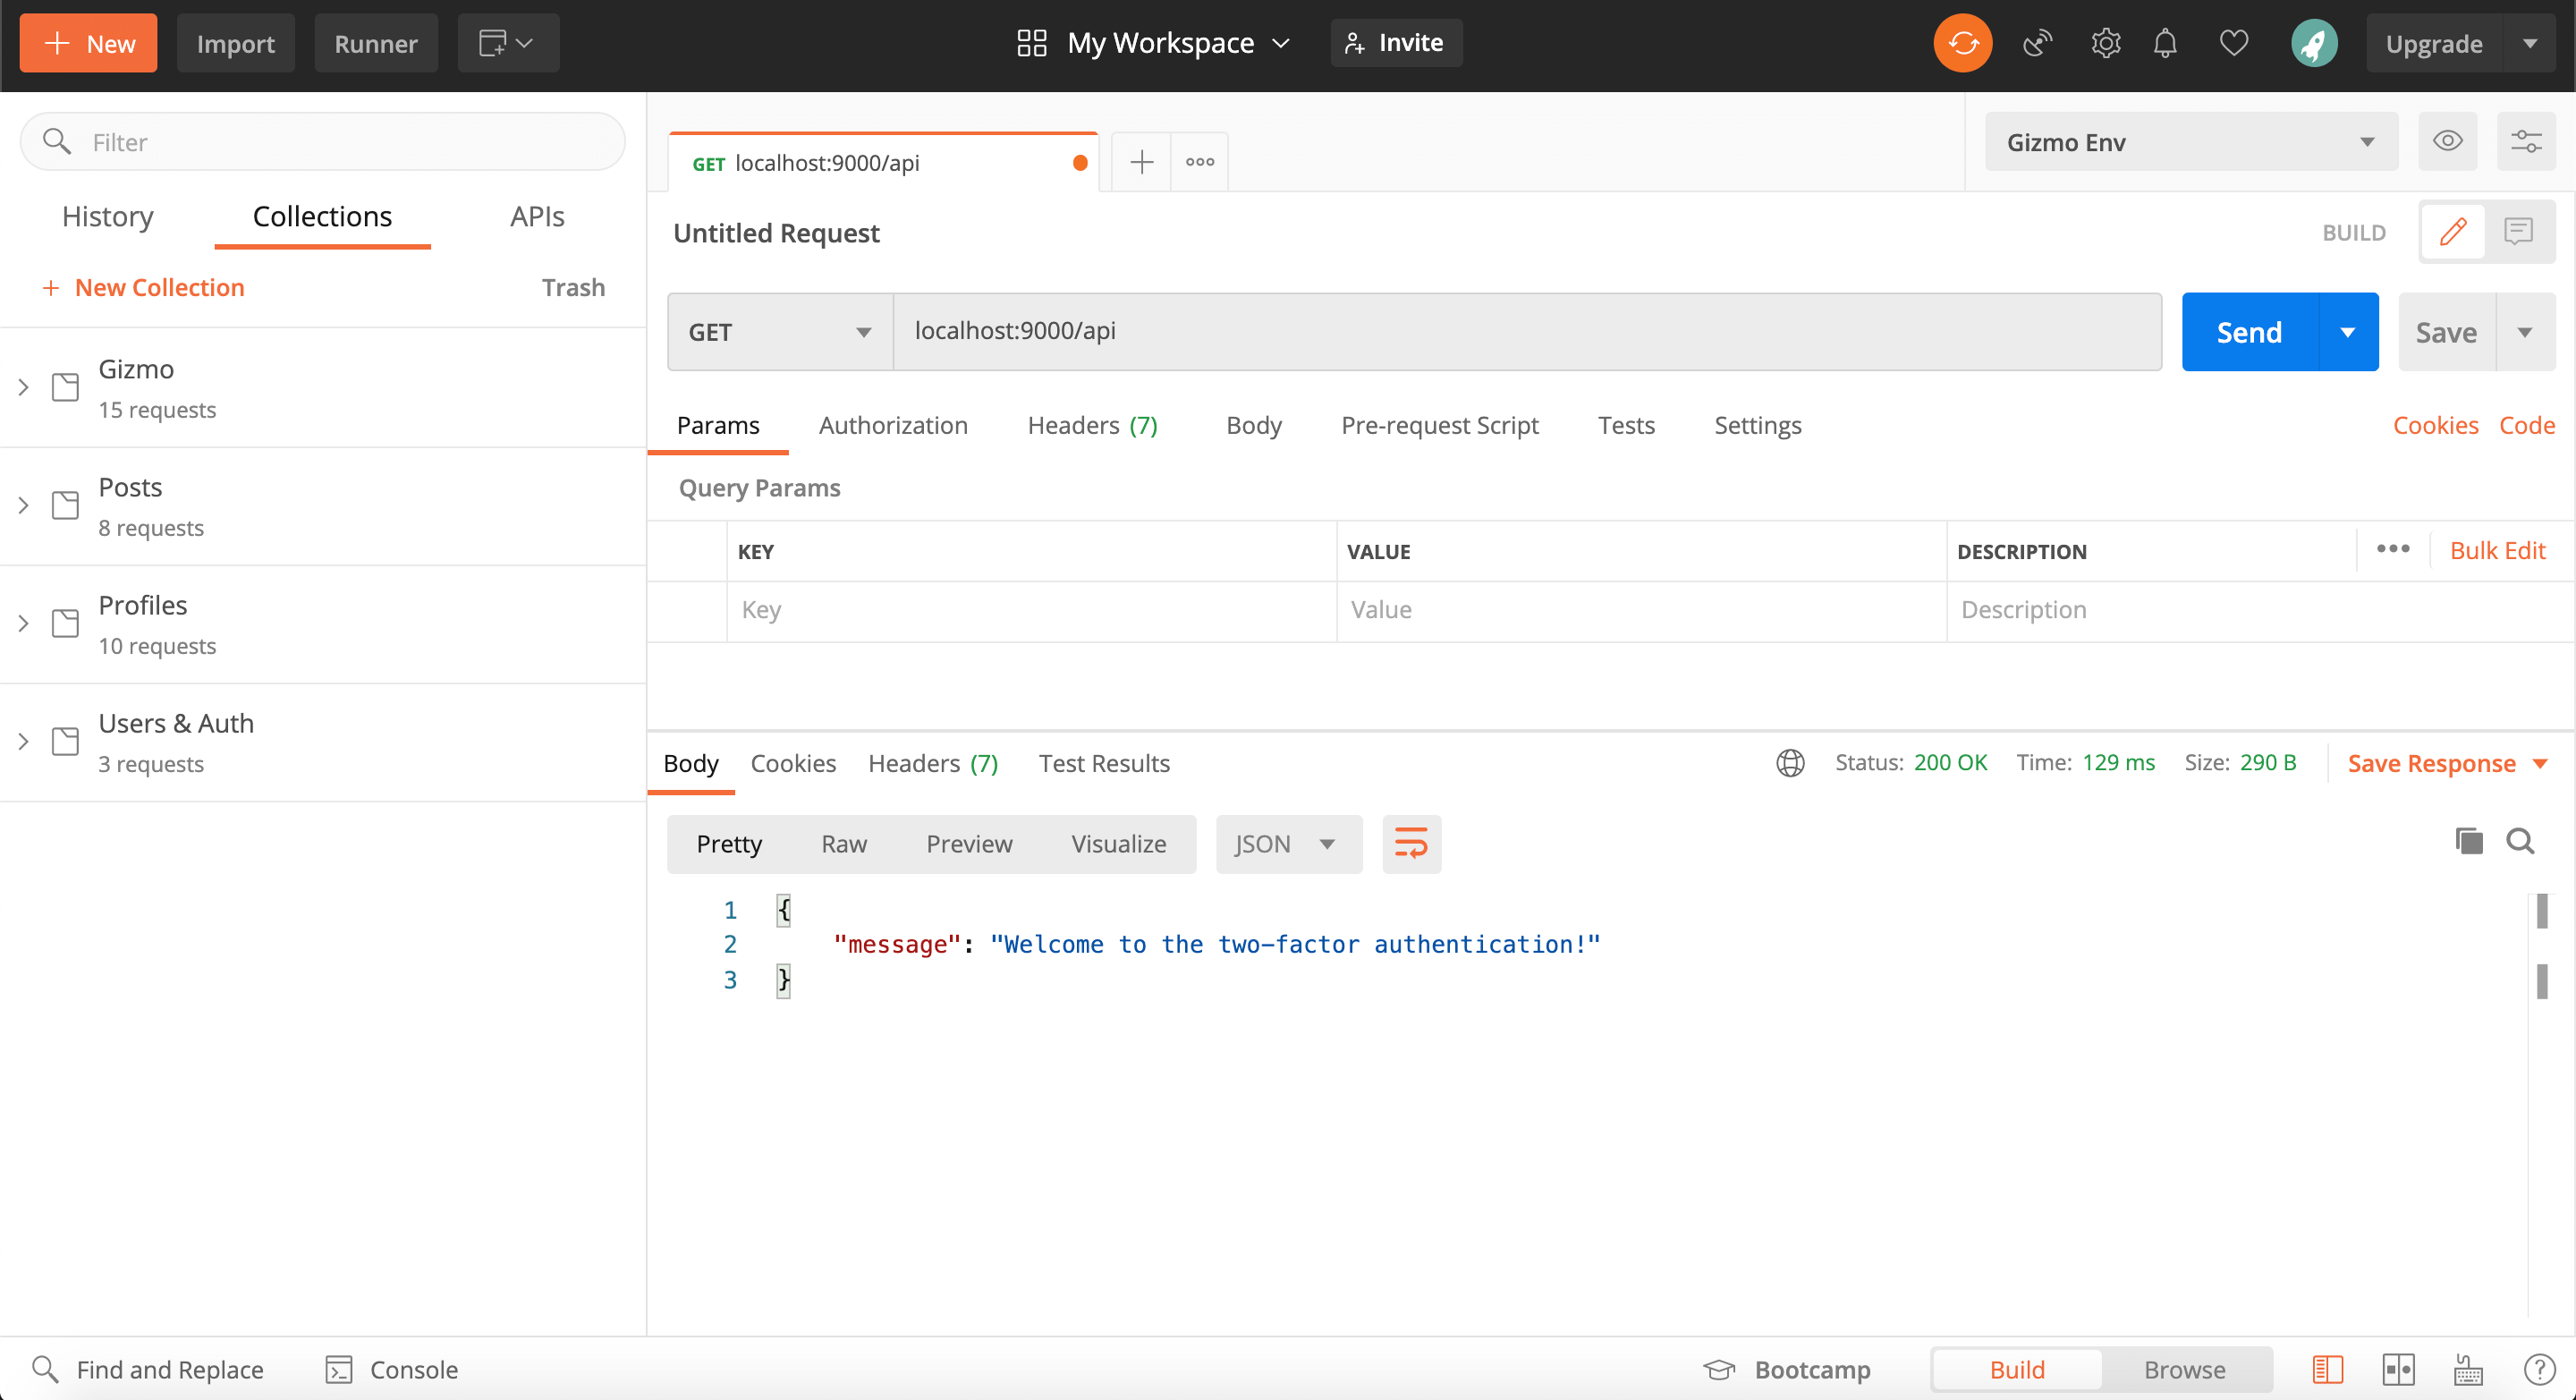 New
Import
Runner
My Workspace
Invite
Upgrade
Filter
History
Collections
APIs
+ New Collection
Trash
Gizmo
15 requests
Posts
8 requests
Profiles
10 requests
Users & Auth
3 requests
GET localhost:9000/api
Gizmo Env
Untitled Request
BUILD
GET
localhost:9000/api
Send
Save
Params
Authorization
Headers (7)
Body
Pre-request Script
Tests
Settings
Cookies
Code
Query Params
KEY
VALUE
DESCRIPTION
Bulk Edit
Key
Value
Description
Body
Cookies
Headers (7)
Test Results
Status: 200 OK
Time: 129 ms
Size: 290 B
Save Response
Pretty
Raw
Preview
Visualize
JSON
1 {
2 "message": "Welcome to the two-factor authentication!"
3 }
Find and Replace
Console
Bootcamp
Build
Browse